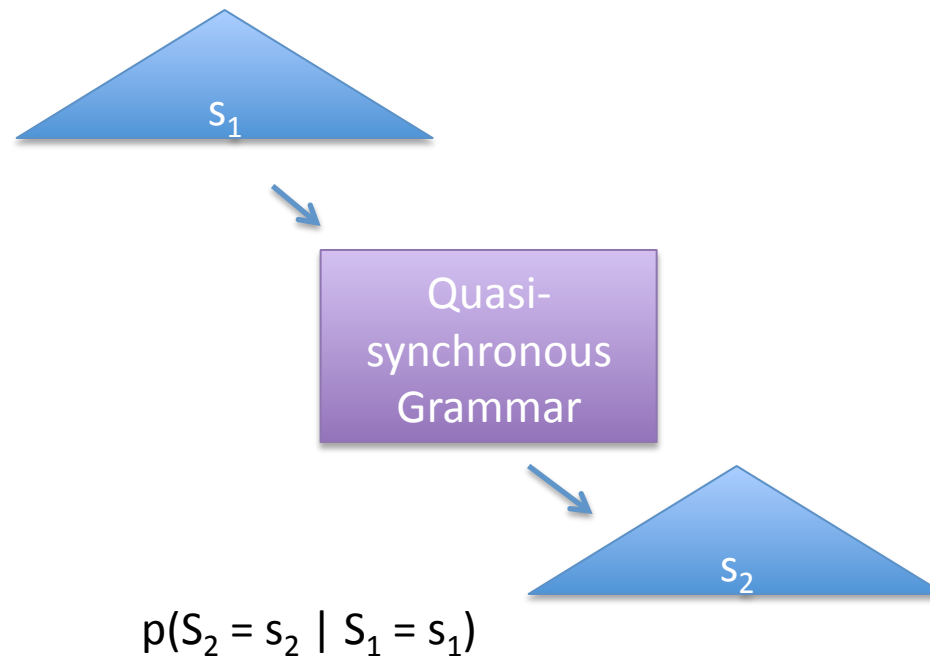 s₁
Quasi-
synchronous
Grammar
s₂
p(S₂ = s₂ | S₁ = s₁)